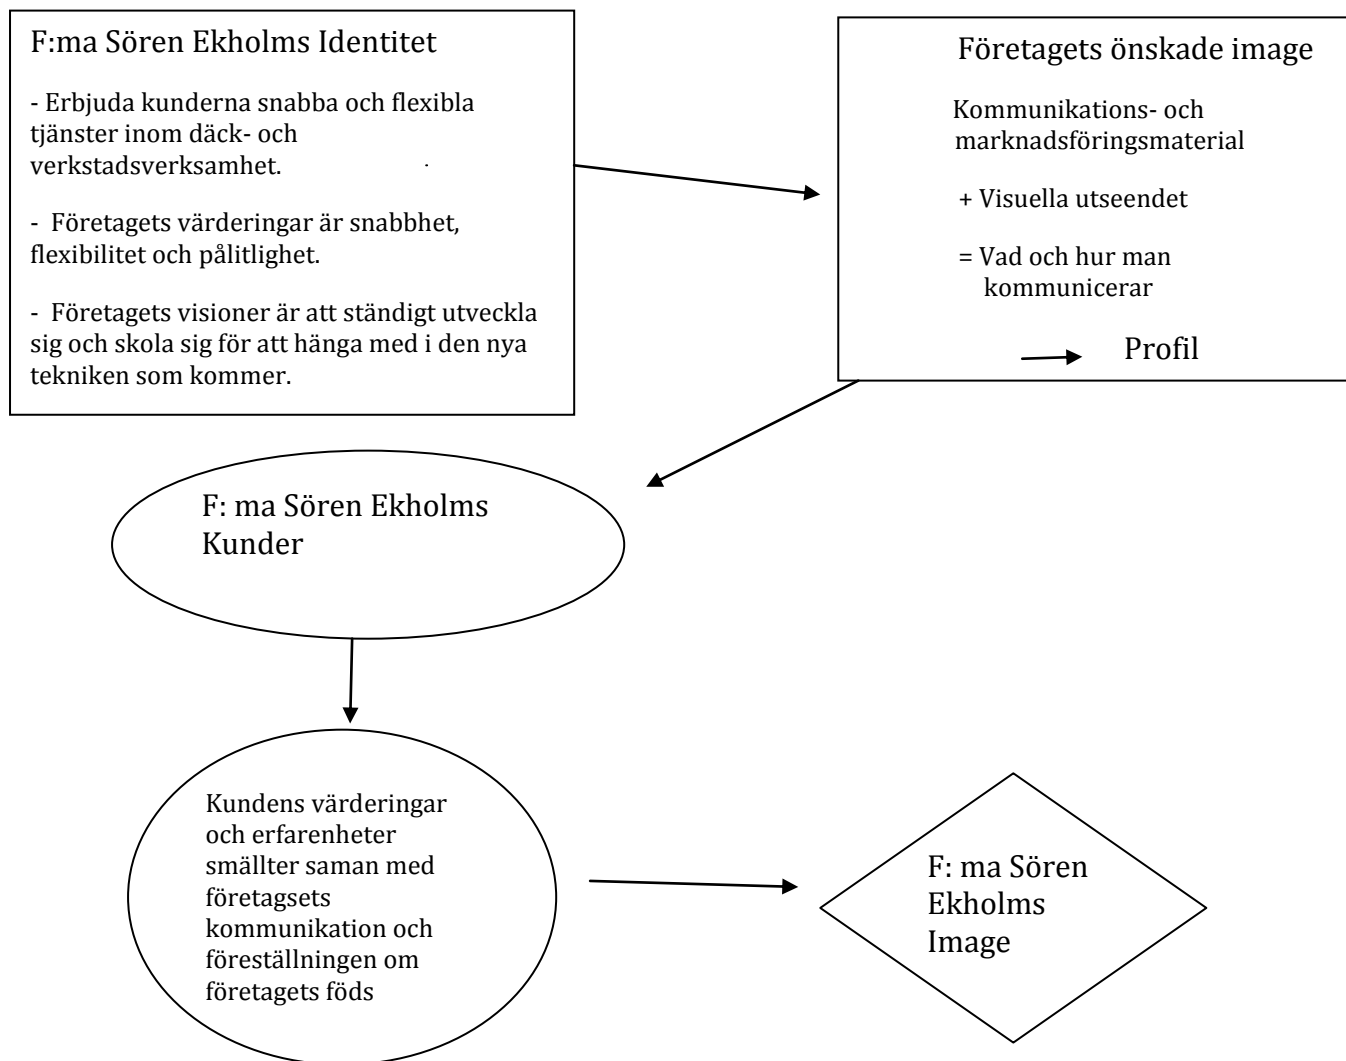 F:ma Sören Ekholms Identitet
- Erbjuda kunderna snabba och flexibla
tjänster inom däck- och
verkstadsverksamhet.
- Företagets värderingar är snabbhet,
flexibilitet och pålitlighet.
- Företagets visioner är att ständigt utveckla
sig och skola sig för att hänga med i den nya
tekniken som kommer.
Företagets önskade image
Kommunikations- och
marknadsföringsmaterial
+ Visuella utseendet
= Vad och hur man
kommunicerar
Profil
F: ma Sören Ekholms
Kunder
Kundens värderingar
och erfarenheter
smällter saman med
företagsets
kommunikation och
föreställningen om
företagets föds
F: ma Sören
Ekholms
Image